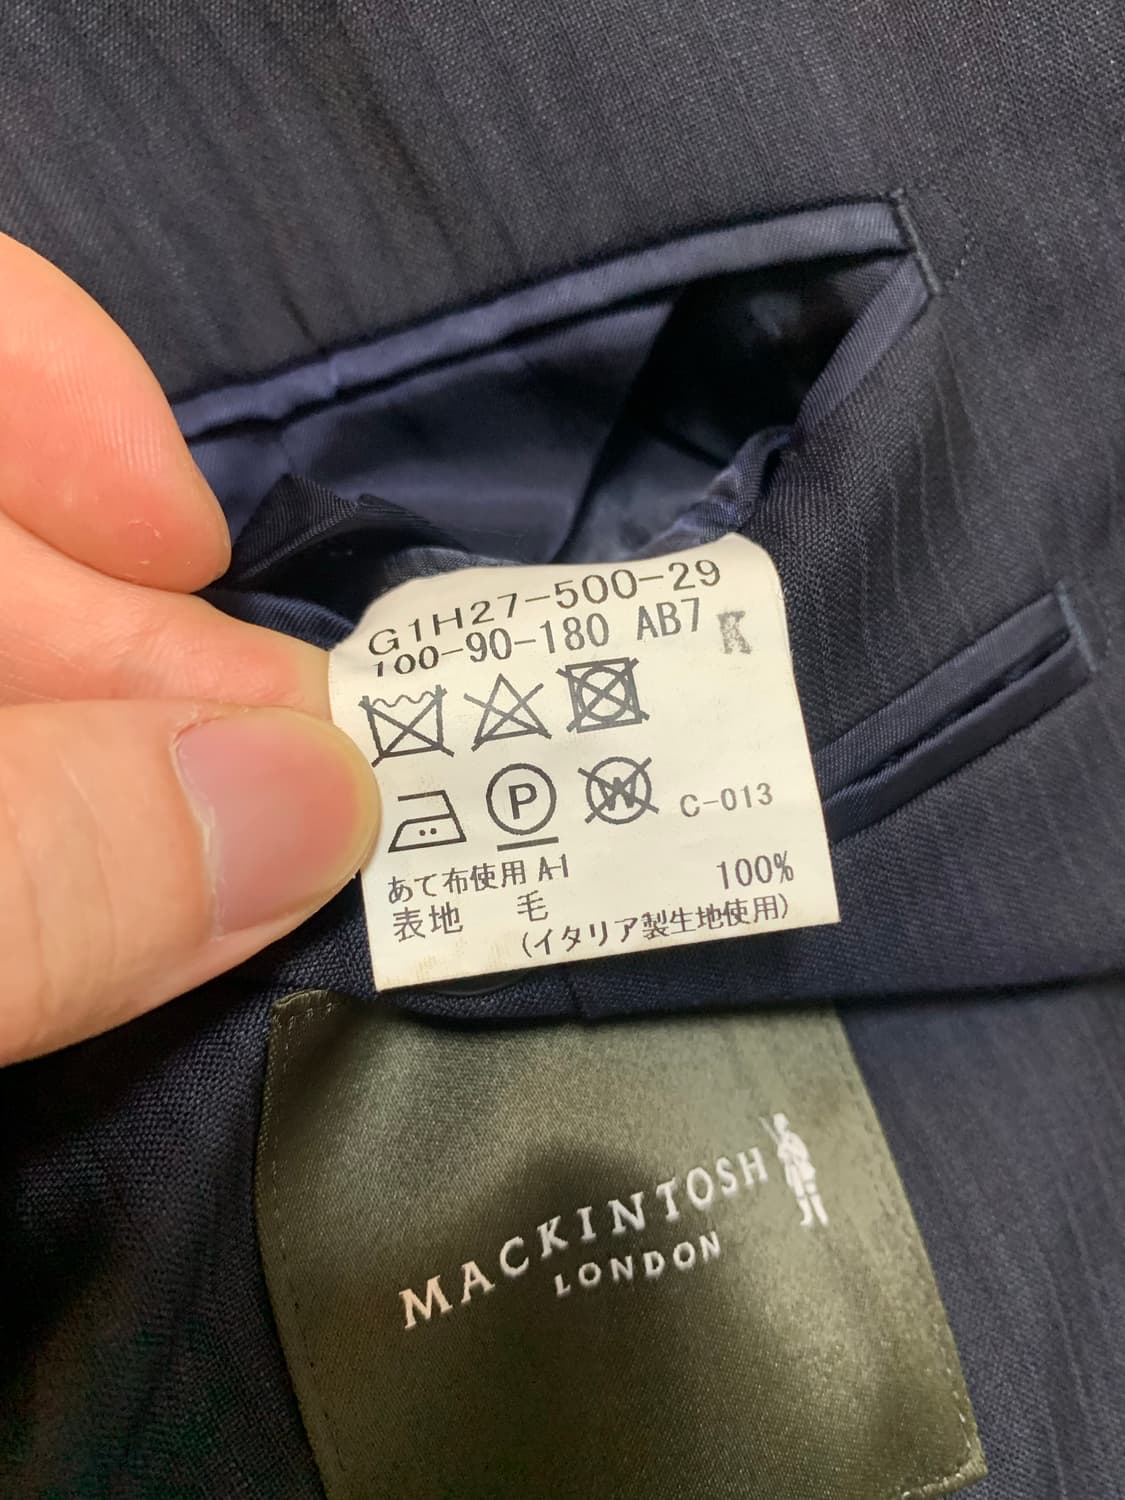 G1H27-500-29
100-90-180 AB7 K
P W C-013
あて布使用 A-1
表地 毛 100%
(イタリア製生地使用)
MACKINTOSH
LONDON